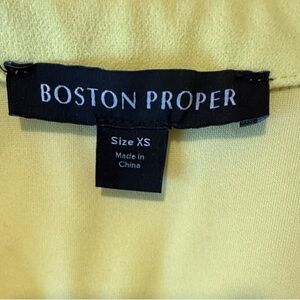 BOSTON PROPER
Size XS
Made in
China